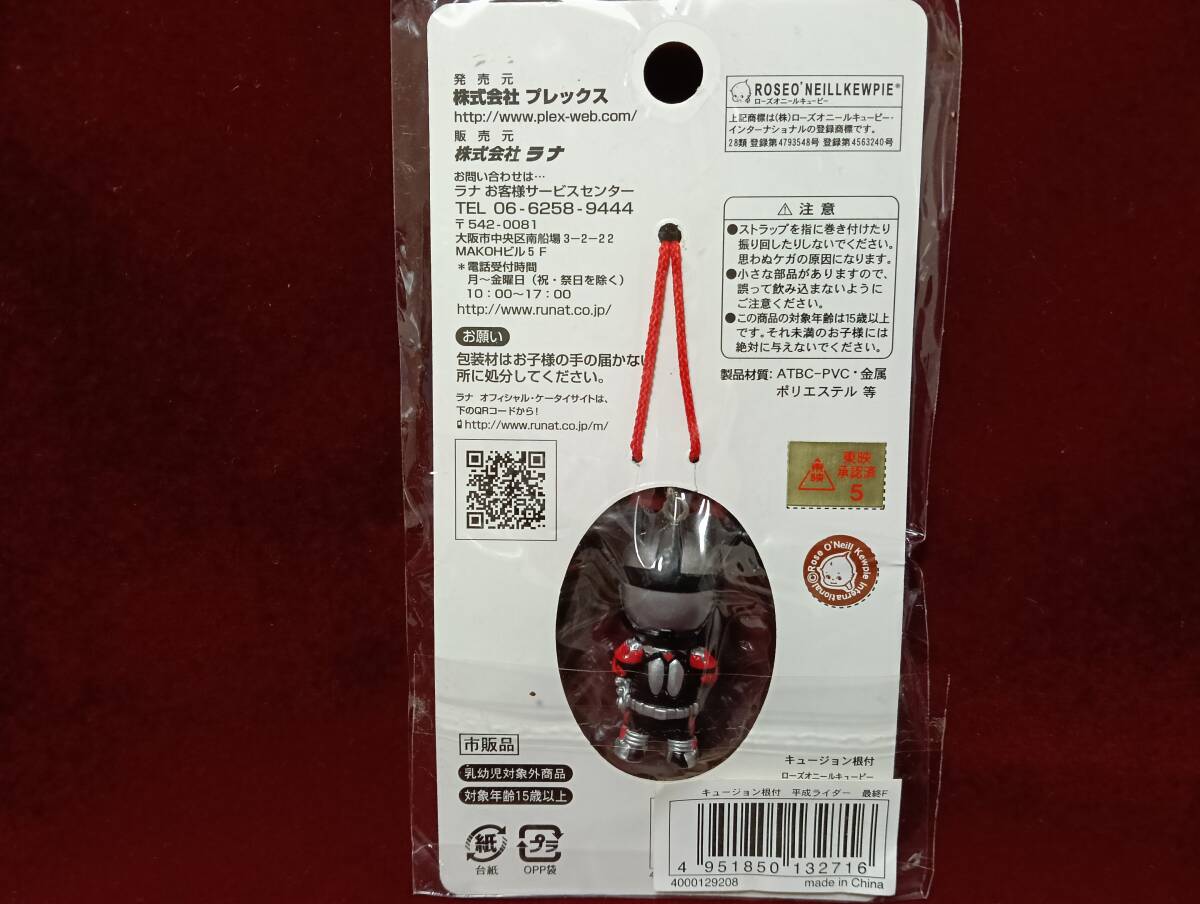 発売元
株式会社 プレックス
http://www.plex-web.com/
販売元
株式会社 ラナ
お問い合わせは…
ラナ お客様サービスセンター
TEL 06-6258-9444
〒542-0081
大阪市中央区南船場3-2-22
MAKOHビル5F
*電話受付時間
月〜金曜日(祝・祭日を除く)
10:00〜17:00
http://www.runat.co.jp/
お願い
包装材はお子様の手の届かない
所に処分してください。
ラナ オフィシャル・ケータイサイトは、
下のQRコードから!
http://www.runat.co.jp/m/
ROSEO'NEILLKEWPIE®
ローズオニールキューピー
上記商標は(株)ローズオニールキューピー・
インターナショナルの登録商標です。
28類 登録第4793548号 登録第4563240号
⚠ 注意
●ストラップを指に巻き付けたり
振り回したりしないでください。
思わぬケガの原因になります。
●小さな部品がありますので、
誤って飲み込まないように
ご注意ください。
●この商品の対象年齢は15歳以上
です。それ未満のお子様には
絶対に与えないでください。
製品材質:ATBC-PVC・金属
ポリエステル 等
東映
東映
承認済
5
©Rose O'Neill Kewpie International
市販品
乳幼児対象外商品
対象年齢15歳以上
紙
台紙
プラ
OPP袋
キュージョン根付
ローズオニールキューピー
キュージョン根付 平成ライダー 最終F
4 951850 132716
4000129208 made in China